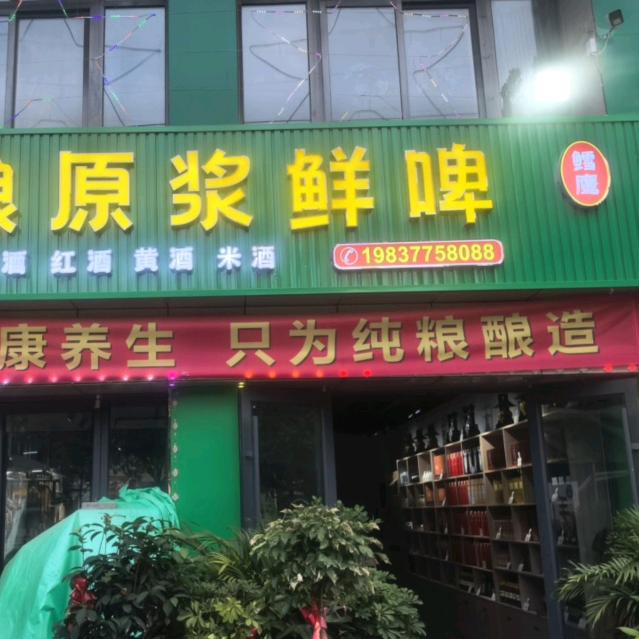 粮原浆鲜啤
酒 红酒 黄酒 米酒
19837758088
康养生 只为纯粮酿造